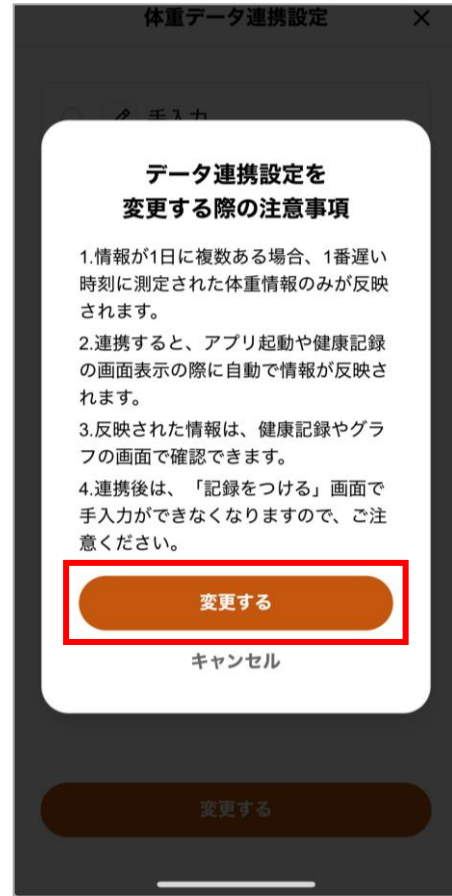 体重データ連携設定
手入力
データ連携設定を
変更する際の注意事項
1.情報が1日に複数ある場合、1番遅い
時刻に測定された体重情報のみが反映
されます。
2.連携すると、アプリ起動や健康記録
の画面表示の際に自動で情報が反映さ
れます。
3.反映された情報は、健康記録やグラ
フの画面で確認できます。
4.連携後は、「記録をつける」画面で
手入力ができなくなりますので、ご注
意ください。
変更する
キャンセル
変更する